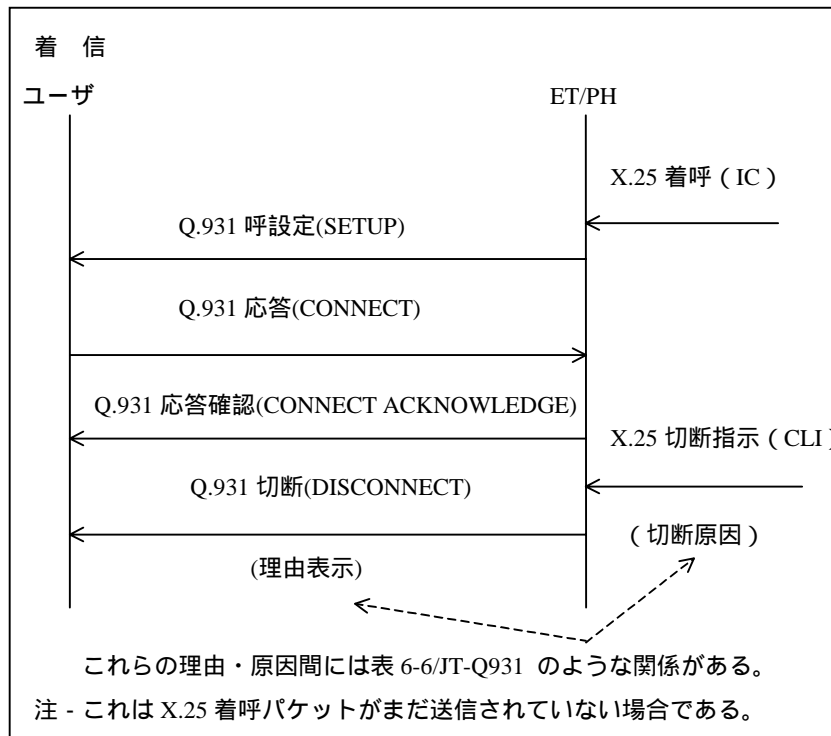 着　信
ユーザ
ET/PH
X.25 着呼（IC）
Q.931 呼設定(SETUP)
Q.931 応答(CONNECT)
Q.931 応答確認(CONNECT ACKNOWLEDGE)
X.25 切断指示（CLI）
Q.931 切断(DISCONNECT)
（切断原因）
(理由表示)
これらの理由・原因間には表 6-6/JT-Q931 のような関係がある。
注 - これは X.25 着呼パケットがまだ送信されていない場合である。